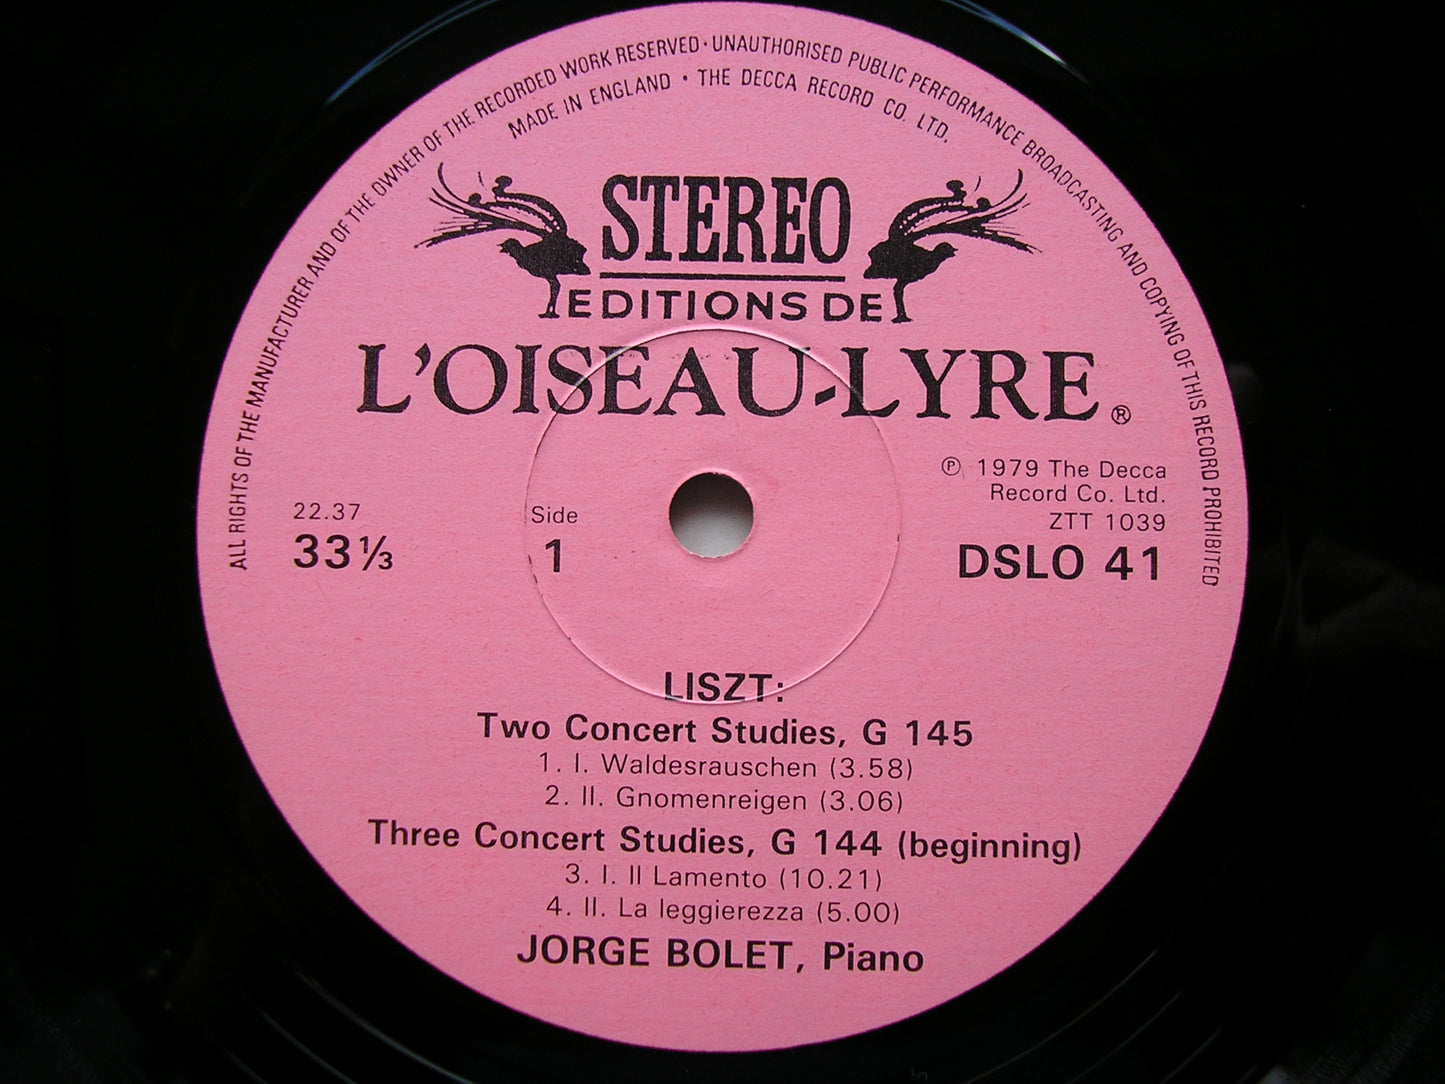 ALL RIGHTS OF THE MANUFACTURER AND OF THE OWNER OF THE RECORDED WORK RESERVED · UNAUTHORISED PUBLIC PERFORMANCE BROADCASTING AND COPYING OF THIS RECORD PROHIBITED
MADE IN ENGLAND · THE DECCA RECORD CO. LTD.
STEREO
EDITIONS DE
L'OISEAU-LYRE ®
℗ 1979 The Decca
Record Co. Ltd.
ZTT 1039
DSLO 41
22.37
33⅓
Side
1
LISZT:
Two Concert Studies, G 145
1. I. Waldesrauschen (3.58)
2. II. Gnomenreigen (3.06)
Three Concert Studies, G 144 (beginning)
3. I. Il Lamento (10.21)
4. II. La leggierezza (5.00)
JORGE BOLET, Piano